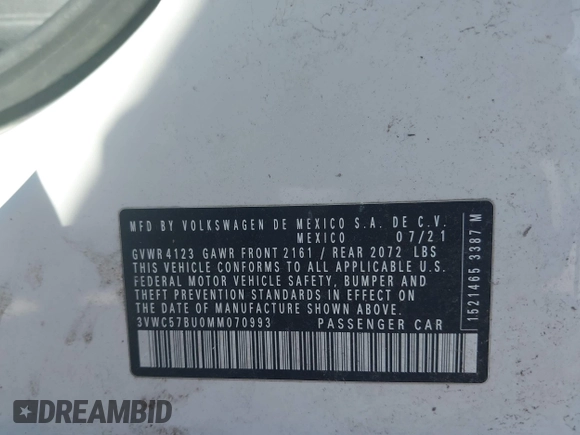 MFD BY VOLKSWAGEN DE MEXICO S.A. DE C.V.
MEXICO 07/21
GVWR 4123 GAWR FRONT 2161 / REAR 2072 LBS
THIS VEHICLE CONFORMS TO ALL APPLICABLE U.S.
FEDERAL MOTOR VEHICLE SAFETY, BUMPER AND
THEFT PREVENTION STANDARDS IN EFFECT ON
THE DATE OF MANUFACTURE SHOWN ABOVE.
3VWC57BU0MM070993 PASSENGER CAR
1521465 3387 M
DREAMBID